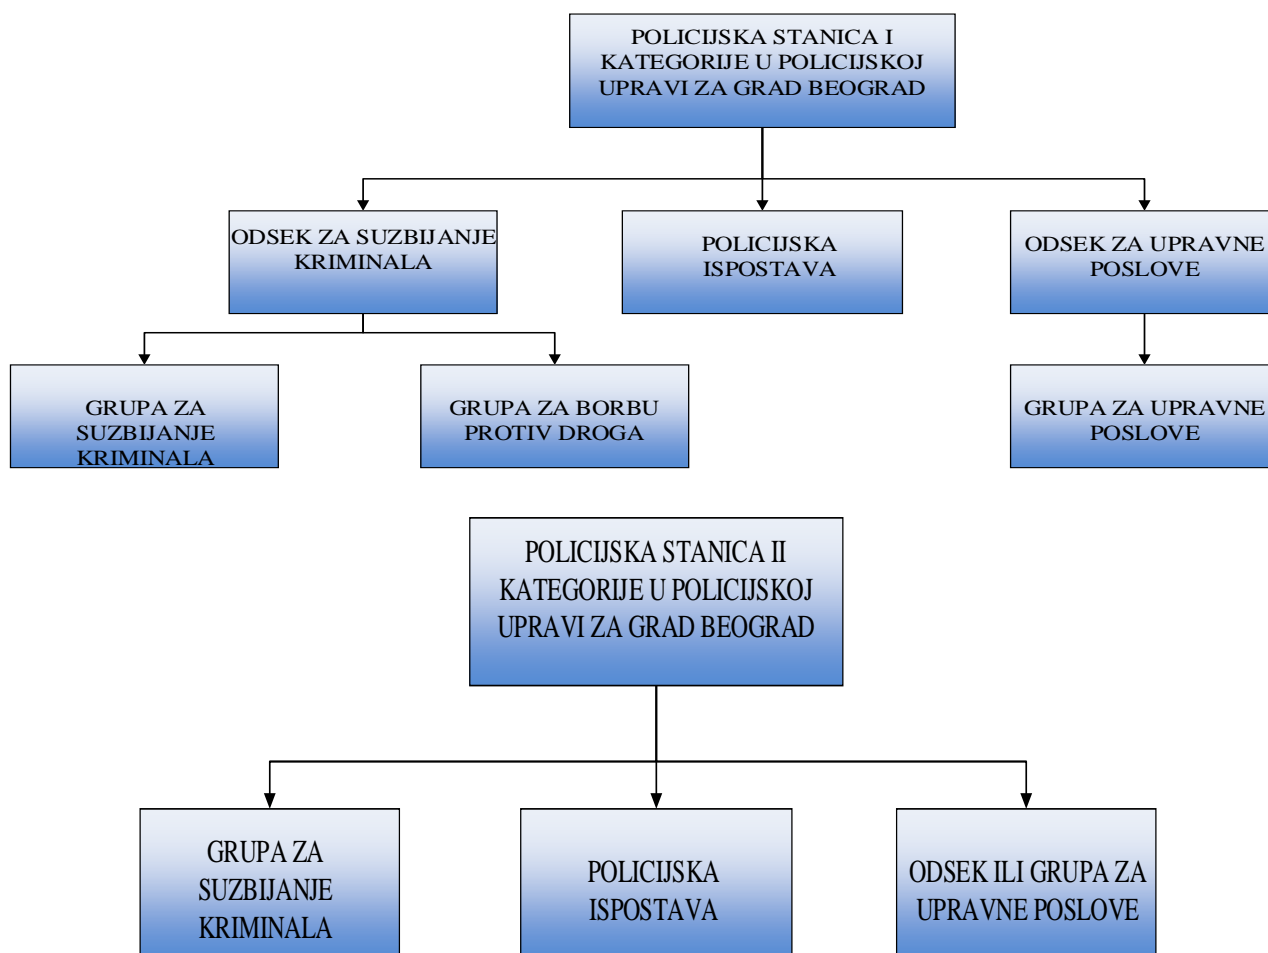 POLICIJSKA STANICA I
KATEGORIJE U POLICIJSKOJ
UPRAVI ZA GRAD BEOGRAD
ODSEK ZA SUZBIJANJE
KRIMINALA
POLICIJSKA
ISPOSTAVA
ODSEK ZA UPRAVNE
POSLOVE
GRUPA ZA
SUZBIJANJE
KRIMINALA
GRUPA ZA BORBU
PROTIV DROGA
GRUPA ZA UPRAVNE
POSLOVE
POLICIJSKA STANICA II
KATEGORIJE U POLICIJSKOJ
UPRAVI ZA GRAD BEOGRAD
GRUPA ZA
SUZBIJANJE
KRIMINALA
POLICIJSKA
ISPOSTAVA
ODSEK ILI GRUPA ZA
UPRAVNE POSLOVE